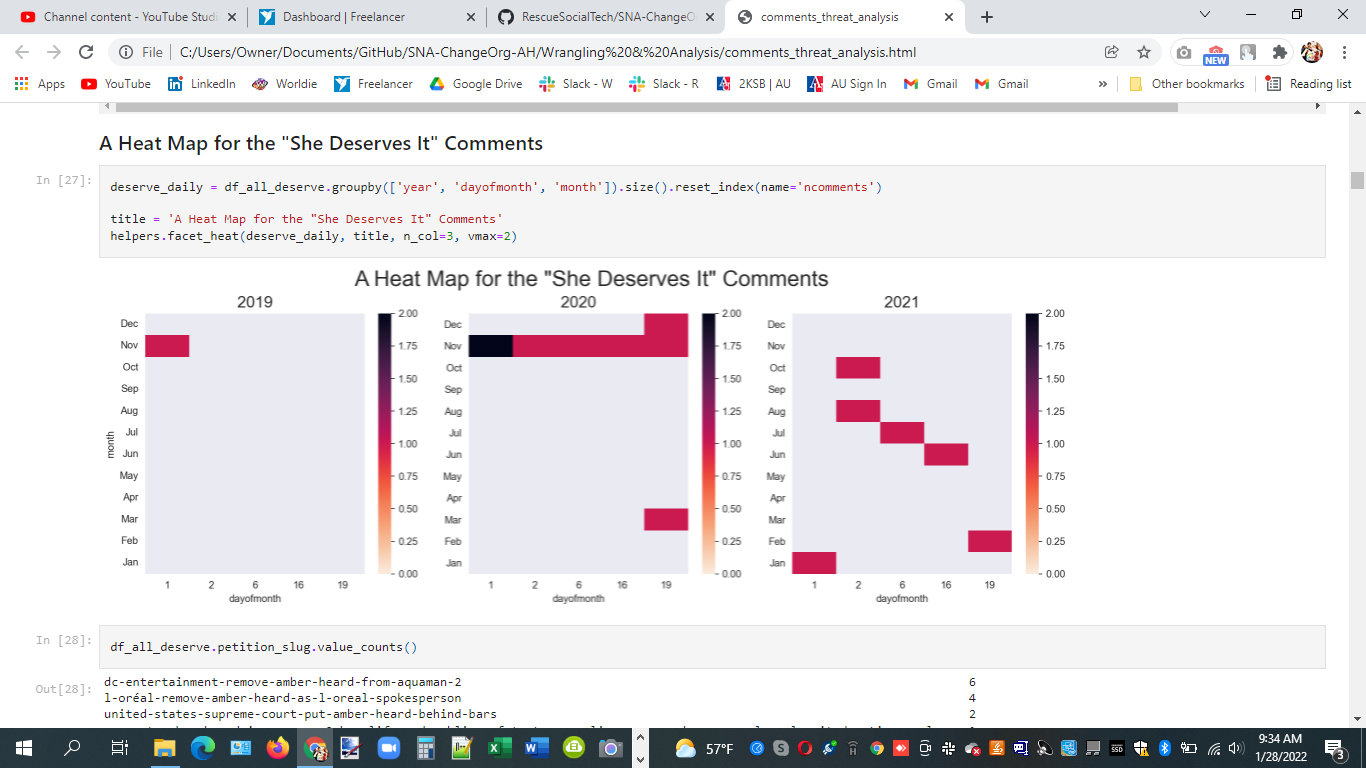 Channel content - YouTube Studi
Dashboard | Freelancer
RescueSocialTech/SNA-ChangeO
comments_threat_analysis
File
C:/Users/Owner/Documents/GitHub/SNA-ChangeOrg-AH/Wrangling%20&%20Analysis/comments_threat_analysis.html
NEW
Apps
YouTube
LinkedIn
Worldie
Freelancer
Google Drive
Slack - W
Slack - R
2KSB | AU
AU Sign In
Gmail
Gmail
»
Other bookmarks
Reading list
A Heat Map for the "She Deserves It" Comments
In [27]:
deserve_daily = df_all_deserve.groupby(['year', 'dayofmonth', 'month']).size().reset_index(name='ncomments')
title = 'A Heat Map for the "She Deserves It" Comments'
helpers.facet_heat(deserve_daily, title, n_col=3, vmax=2)
A Heat Map for the "She Deserves It" Comments
2019
Dec
Nov
Oct
Sep
Aug
Jul
Jun
May
Apr
Mar
Feb
Jan
month
1 2 6 16 19
dayofmonth
2.00
1.75
1.50
1.25
1.00
0.75
0.50
0.25
0.00
2020
Dec
Nov
Oct
Sep
Aug
Jul
Jun
May
Apr
Mar
Feb
Jan
1 2 6 16 19
dayofmonth
2.00
1.75
1.50
1.25
1.00
0.75
0.50
0.25
0.00
2021
Dec
Nov
Oct
Sep
Aug
Jul
Jun
May
Apr
Mar
Feb
Jan
1 2 6 16 19
dayofmonth
2.00
1.75
1.50
1.25
1.00
0.75
0.50
0.25
0.00
In [28]:
df_all_deserve.petition_slug.value_counts()
Out[28]:
dc-entertainment-remove-amber-heard-from-aquaman-2 6
l-oréal-remove-amber-heard-as-l-oreal-spokesperson 4
united-states-supreme-court-put-amber-heard-behind-bars 2
57°F
9:34 AM
1/28/2022
3